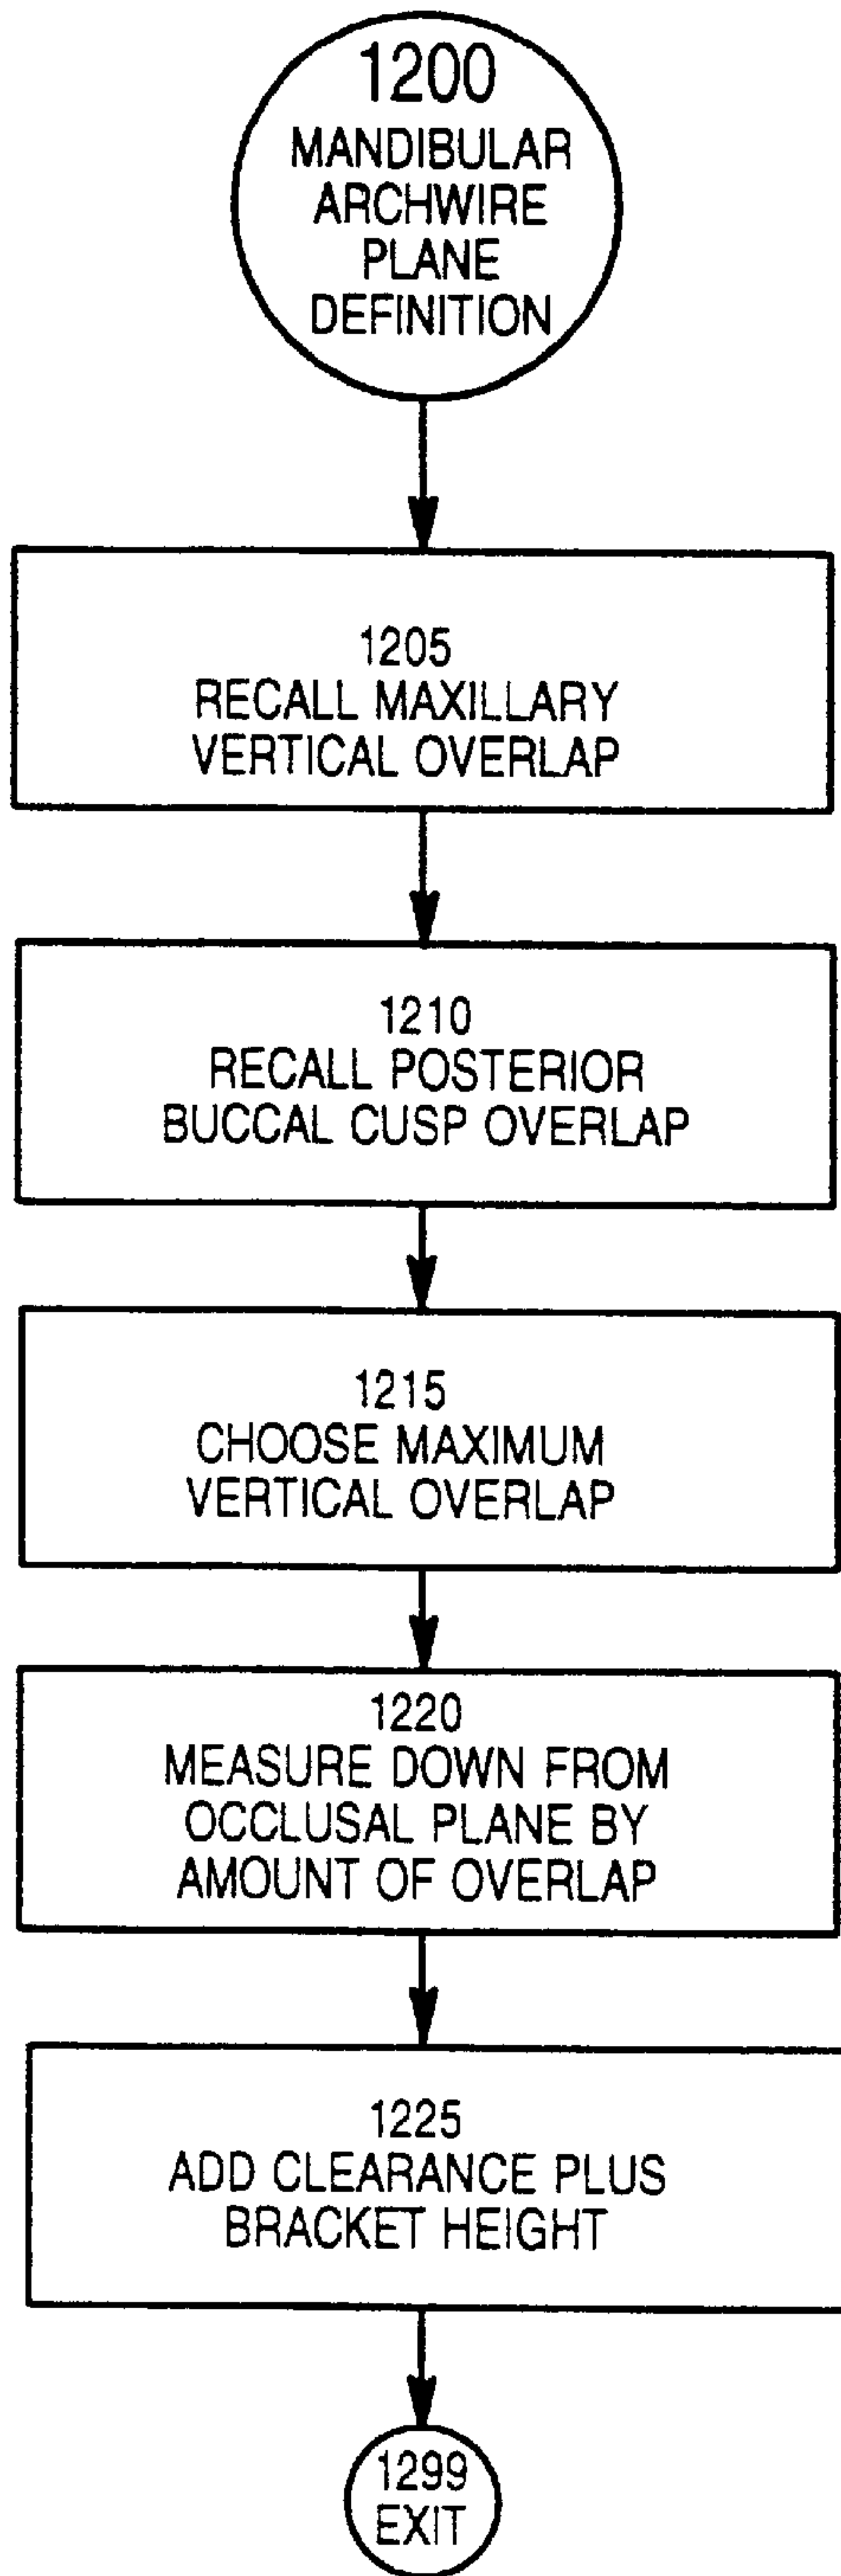 1200
MANDIBULAR
ARCHWIRE
PLANE
DEFINITION
1205
RECALL MAXILLARY
VERTICAL OVERLAP
1210
RECALL POSTERIOR
BUCCAL CUSP OVERLAP
1215
CHOOSE MAXIMUM
VERTICAL OVERLAP
1220
MEASURE DOWN FROM
OCCLUSAL PLANE BY
AMOUNT OF OVERLAP
1225
ADD CLEARANCE PLUS
BRACKET HEIGHT
1299
EXIT